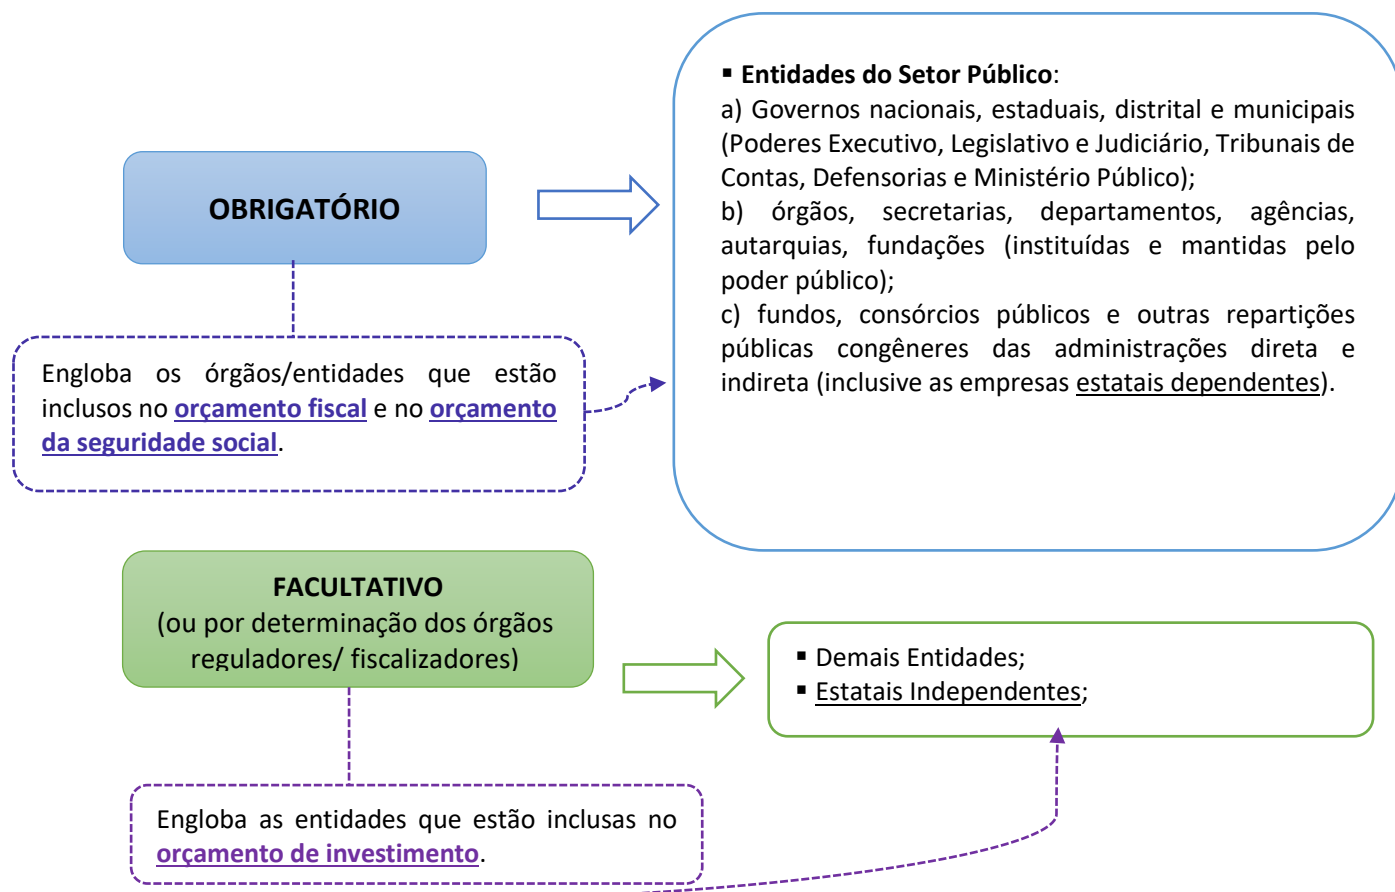 OBRIGATÓRIO
▪ Entidades do Setor Público:
a) Governos nacionais, estaduais, distrital e municipais
(Poderes Executivo, Legislativo e Judiciário, Tribunais de
Contas, Defensorias e Ministério Público);
b) órgãos, secretarias, departamentos, agências,
autarquias, fundações (instituídas e mantidas pelo
poder público);
c) fundos, consórcios públicos e outras repartições
públicas congêneres das administrações direta e
indireta (inclusive as empresas estatais dependentes).
Engloba os órgãos/entidades que estão
inclusos no orçamento fiscal e no orçamento
da seguridade social.
FACULTATIVO
(ou por determinação dos órgãos
reguladores/ fiscalizadores)
▪ Demais Entidades;
▪ Estatais Independentes;
Engloba as entidades que estão inclusas no
orçamento de investimento.